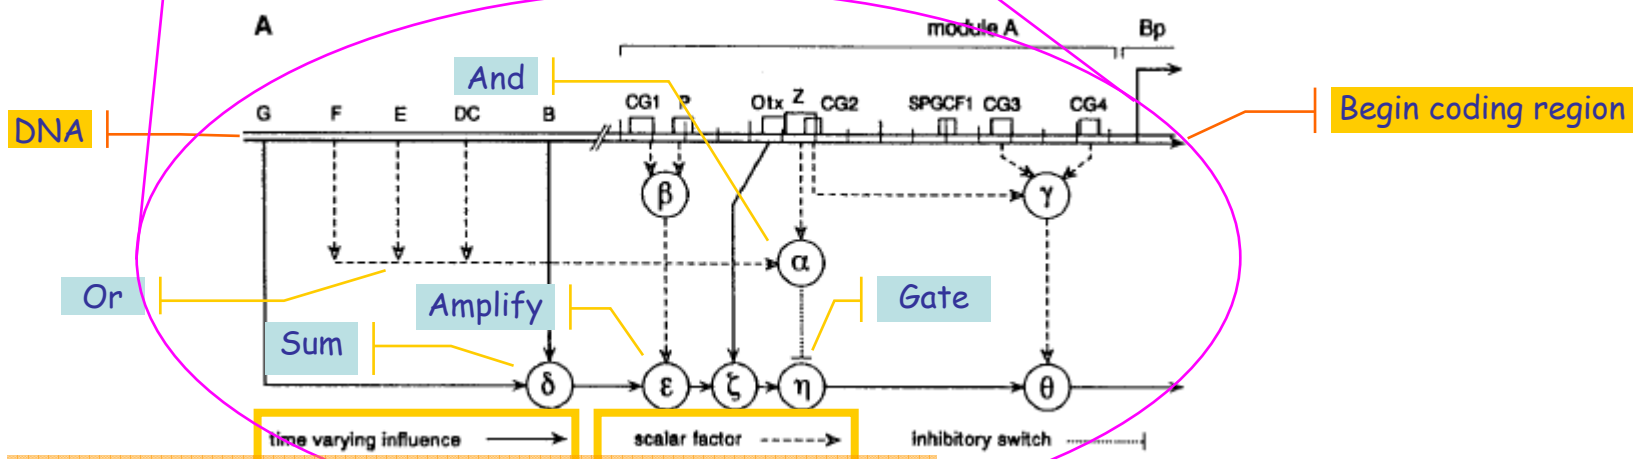 A
module A
Bp
And
G F E DC B
CG1 P Otx Z CG2 SPGCF1 CG3 CG4
Begin coding region
DNA
β
γ
α
Or
Amplify
Gate
Sum
δ ε ζ η θ
time varying influence
scalar factor
inhibitory switch